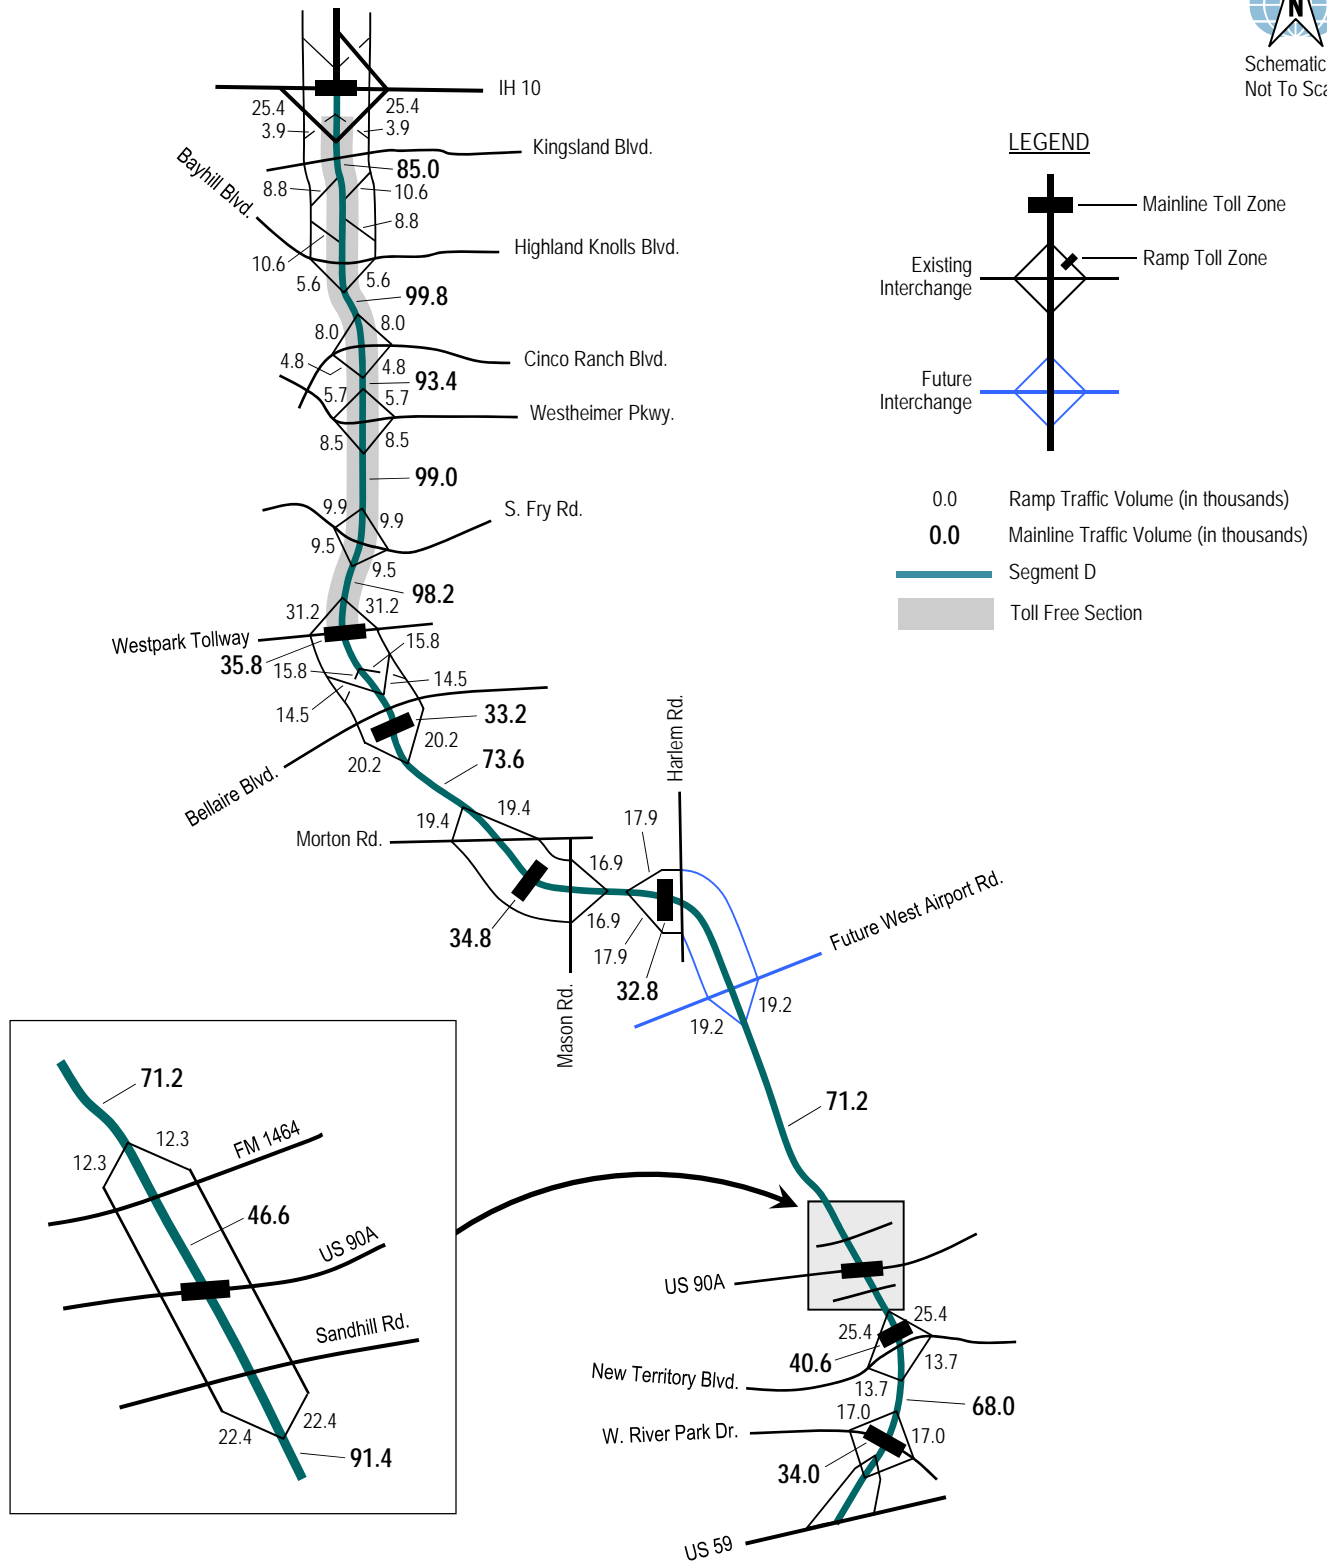 N
Schematic
Not To Sca
IH 10
25.4
25.4
3.9
3.9
Kingsland Blvd.
Bayhill Blvd.
85.0
8.8
10.6
8.8
10.6
Highland Knolls Blvd.
5.6
5.6
99.8
8.0
8.0
Cinco Ranch Blvd.
4.8
4.8
93.4
5.7
5.7
Westheimer Pkwy.
8.5
8.5
99.0
9.9
9.9
S. Fry Rd.
9.5
9.5
98.2
31.2
31.2
Westpark Tollway
35.8
15.8
15.8
14.5
14.5
33.2
20.2
20.2
Bellaire Blvd.
73.6
Harlem Rd.
19.4
19.4
Morton Rd.
17.9
16.9
16.9
34.8
17.9
32.8
Mason Rd.
Future West Airport Rd.
19.2
19.2
71.2
US 90A
25.4
25.4
40.6
New Territory Blvd.
13.7
13.7
68.0
17.0
W. River Park Dr.
17.0
34.0
US 59
LEGEND
Mainline Toll Zone
Ramp Toll Zone
Existing
Interchange
Future
Interchange
0.0 Ramp Traffic Volume (in thousands)
0.0 Mainline Traffic Volume (in thousands)
Segment D
Toll Free Section
71.2
12.3
12.3
FM 1464
46.6
US 90A
Sandhill Rd.
22.4
22.4
91.4